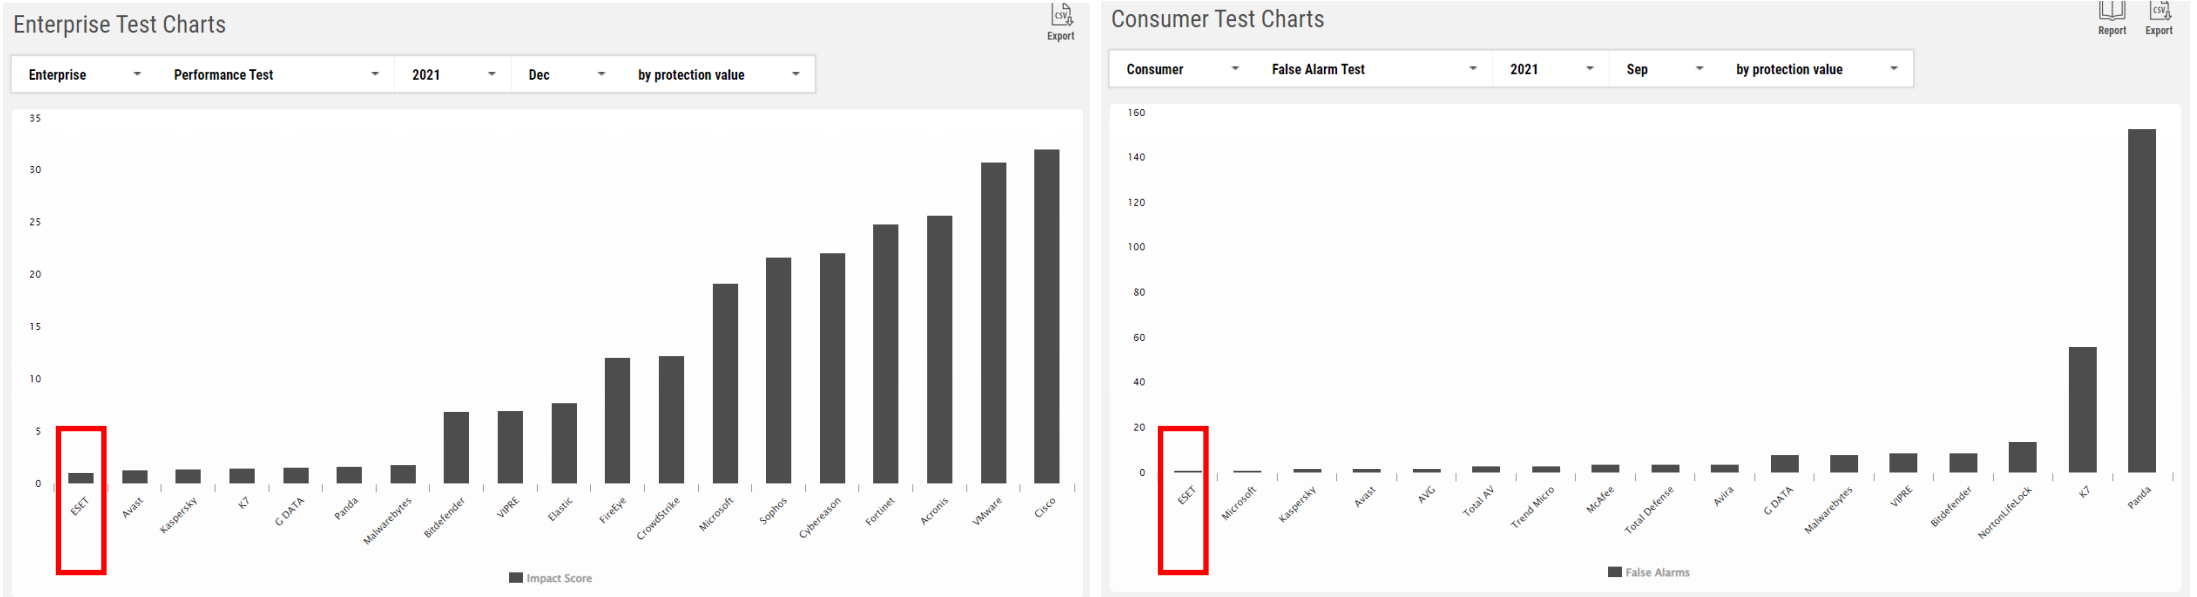 Enterprise Test Charts
CSV
Export
Enterprise
Performance Test
2021
Dec
by protection value
35
30
25
20
15
10
5
0
ESET
Avast
Kaspersky
K7
G DATA
Panda
Malwarebytes
Bitdefender
VIPRE
Elastic
FireEye
CrowdStrike
Microsoft
Sophos
Cybereason
Fortinet
Acronis
VMware
Cisco
Impact Score
Consumer Test Charts
Report
CSV
Export
Consumer
False Alarm Test
2021
Sep
by protection value
160
140
120
100
80
60
40
20
0
ESET
Microsoft
Kaspersky
Avast
AVG
Total AV
Trend Micro
McAfee
Total Defense
Avira
G DATA
Malwarebytes
VIPRE
Bitdefender
NortonLifeLock
K7
Panda
False Alarms